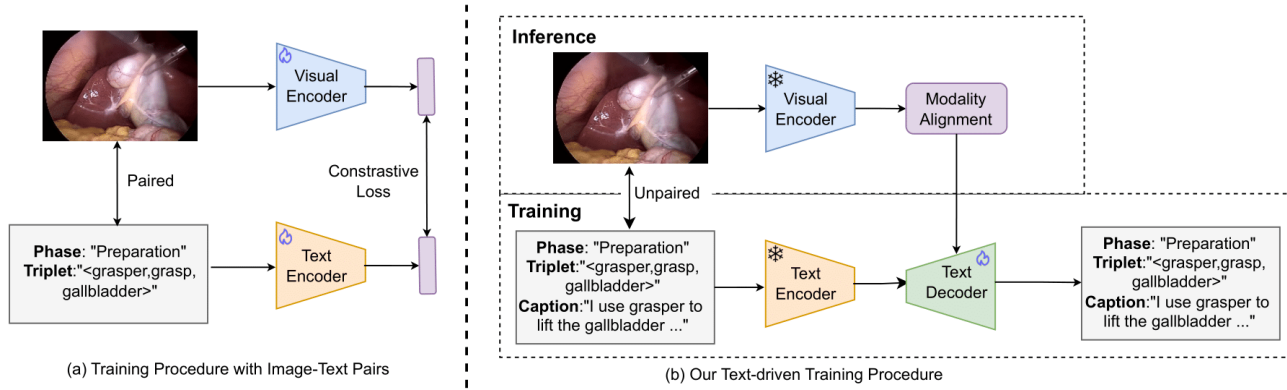 Visual
Encoder
Paired
Constrastive
Loss
Phase: "Preparation"
Triplet:"<grasper,grasp,
gallbladder>"
Text
Encoder
(a) Training Procedure with Image-Text Pairs
Inference
Visual
Encoder
Modality
Alignment
Unpaired
Training
Phase: "Preparation"
Triplet:"<grasper,grasp,
gallbladder>"
Caption:"I use grasper to
lift the gallbladder ..."
Text
Encoder
Text
Decoder
Phase: "Preparation"
Triplet:"<grasper,grasp,
gallbladder>"
Caption:"I use grasper to
lift the gallbladder ..."
(b) Our Text-driven Training Procedure